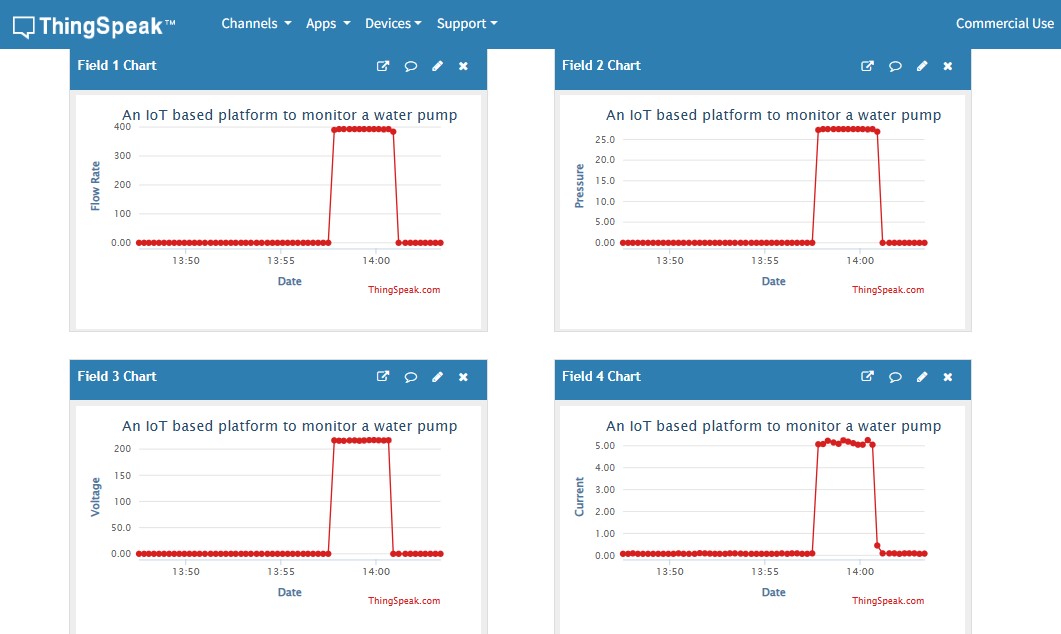 ThingSpeak™ Channels Apps Devices Support Commercial Use
Field 1 Chart
An IoT based platform to monitor a water pump
400
300
200
100
0.00
Flow Rate
13:50 13:55 14:00
Date
ThingSpeak.com
Field 2 Chart
An IoT based platform to monitor a water pump
25.0
20.0
15.0
10.0
5.00
0.00
Pressure
13:50 13:55 14:00
Date
ThingSpeak.com
Field 3 Chart
An IoT based platform to monitor a water pump
200
150
100
50.0
0.00
Voltage
13:50 13:55 14:00
Date
ThingSpeak.com
Field 4 Chart
An IoT based platform to monitor a water pump
5.00
4.00
3.00
2.00
1.00
0.00
Current
13:50 13:55 14:00
Date
ThingSpeak.com